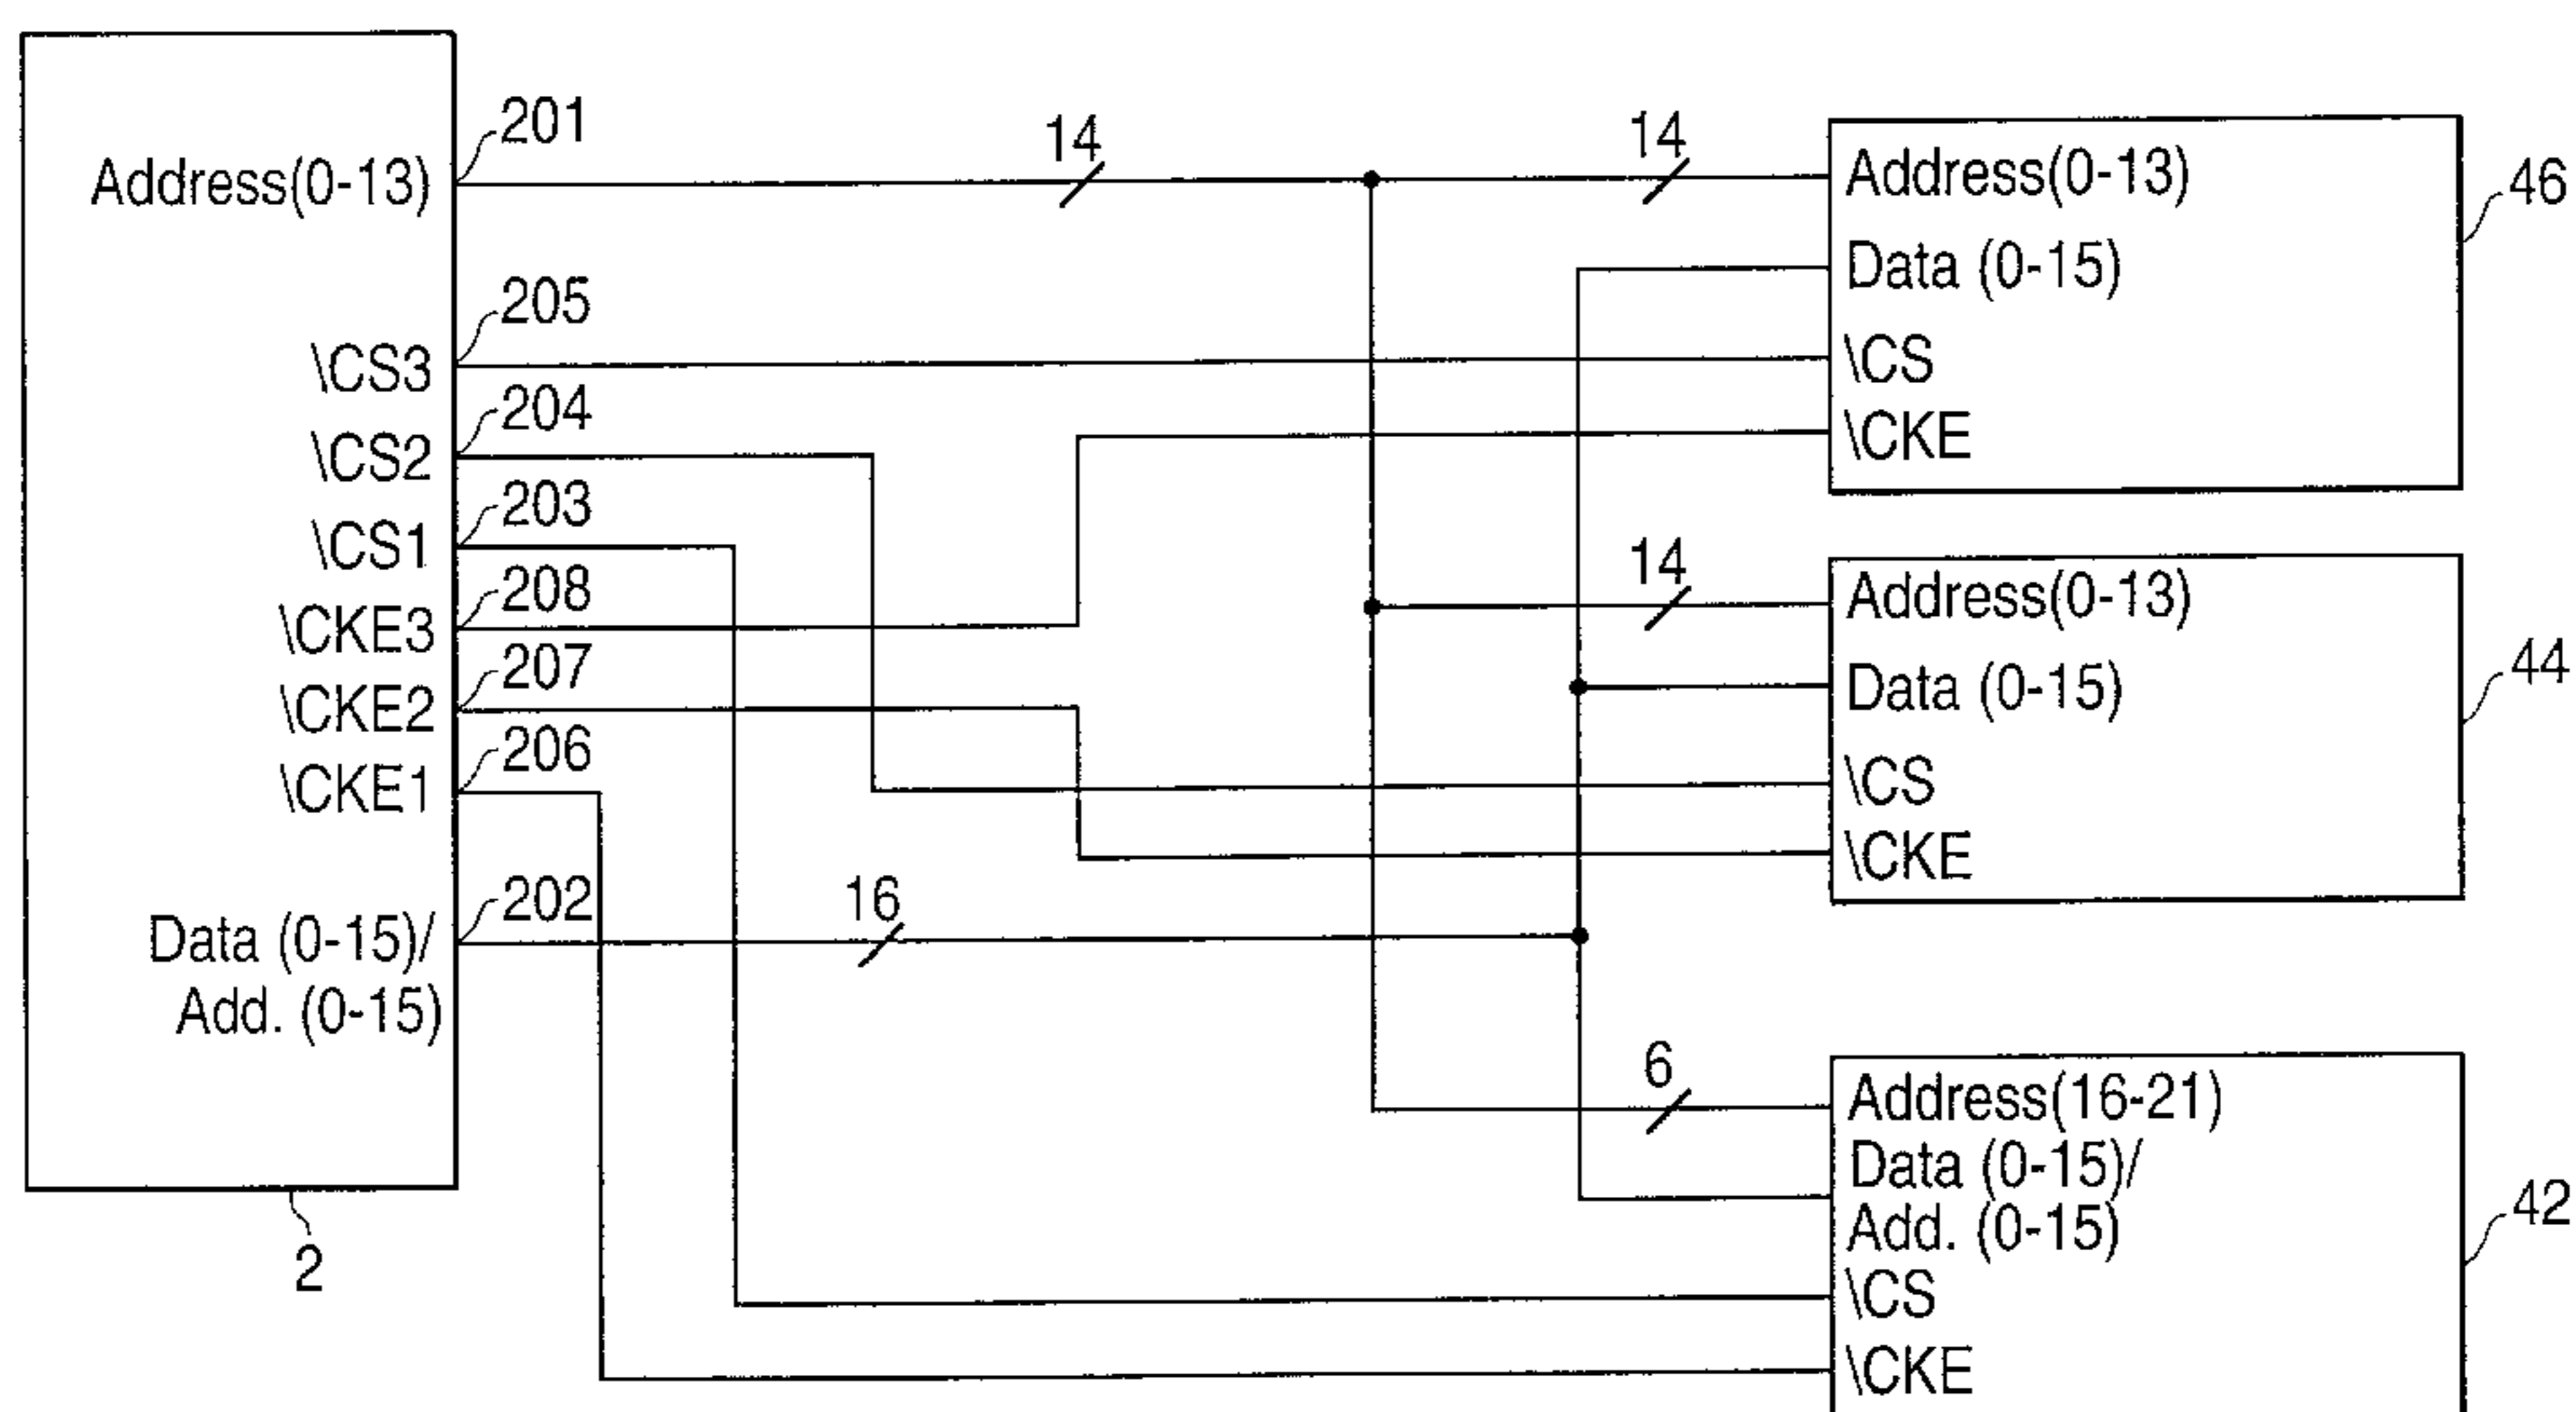 Address(0-13)
\CS3
\CS2
\CS1
\CKE3
\CKE2
\CKE1
Data (0-15)/
Add. (0-15)
2
201
205
204
203
208
207
206
202
14
14
14
16
6
Address(0-13)
Data (0-15)
\CS
\CKE
46
Address(0-13)
Data (0-15)
\CS
\CKE
44
Address(16-21)
Data (0-15)/
Add. (0-15)
\CS
\CKE
42